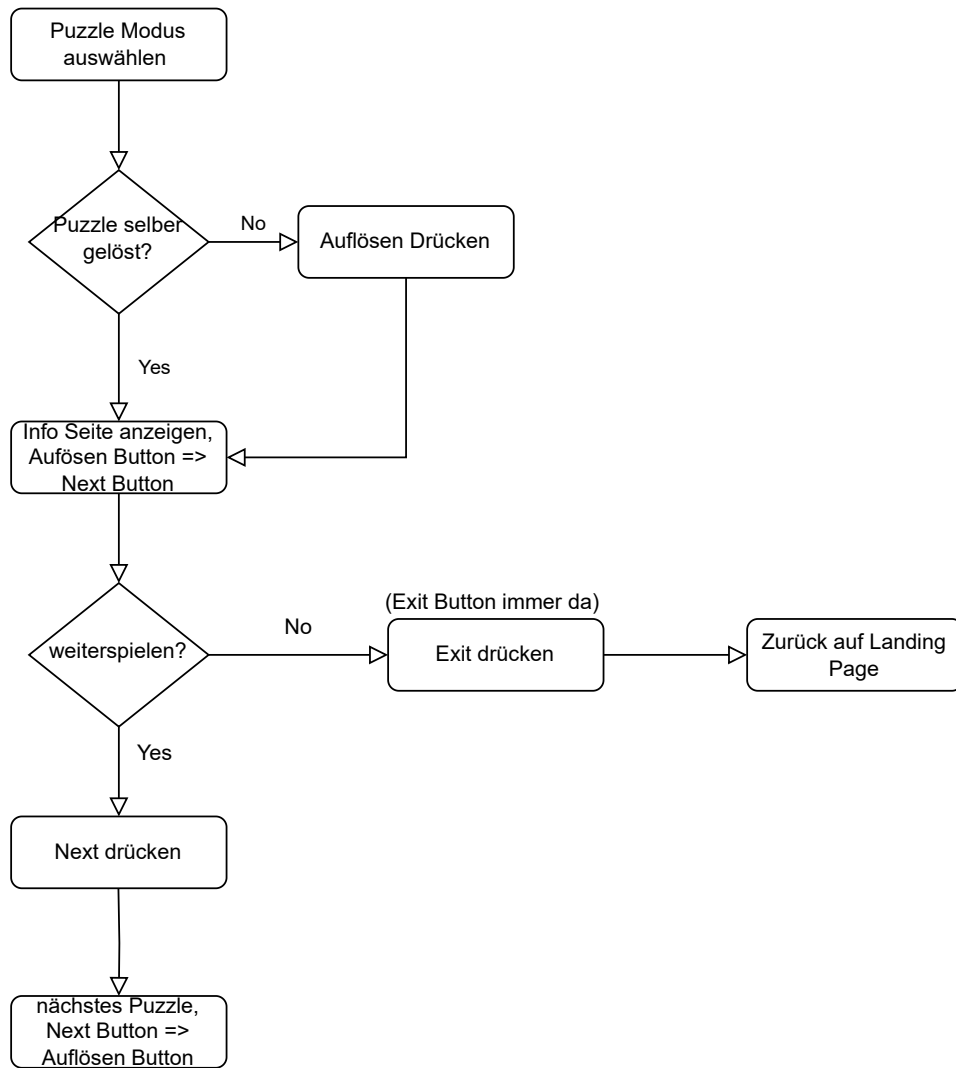 Puzzle Modus
auswählen
Puzzle selber
gelöst?
No
Auflösen Drücken
Yes
Info Seite anzeigen,
Aufösen Button =>
Next Button
weiterspielen?
No
(Exit Button immer da)
Exit drücken
Zurück auf Landing
Page
Yes
Next drücken
nächstes Puzzle,
Next Button =>
Auflösen Button